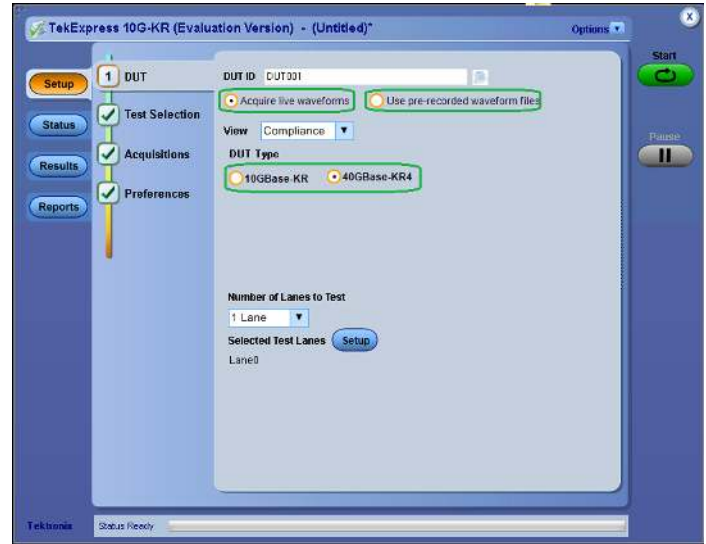 TekExpress 10G-KR (Evaluation Version) - (Untitled)*
Options
Start
Pause
Setup
Status
Results
Reports
1 DUT
Test Selection
Acquisitions
Preferences
DUT ID DUT001
Acquire live waveforms
Use pre-recorded waveform files
View Compliance
DUT Type
10GBase-KR
40GBase-KR4
Number of Lanes to Test
1 Lane
Selected Test Lanes Setup
Lane0
Tektronix
Status Ready